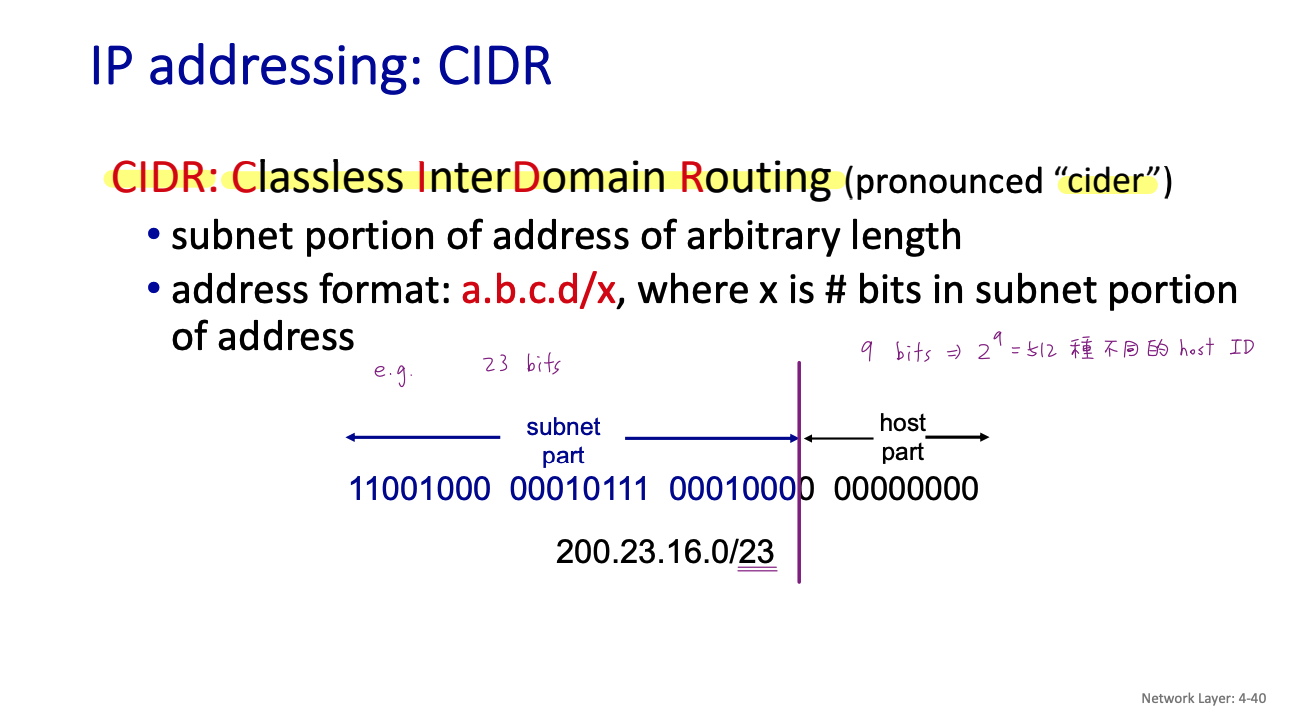 IP addressing: CIDR
CIDR: Classless InterDomain Routing (pronounced “cider”)
• subnet portion of address of arbitrary length
• address format: a.b.c.d/x, where x is # bits in subnet portion
of address
e.g. 23 bits
9 bits ⇒ 2⁹ = 512 種不同的 host ID
subnet
part
host
part
11001000 00010111 00010000 00000000
200.23.16.0/23
Network Layer: 4-40